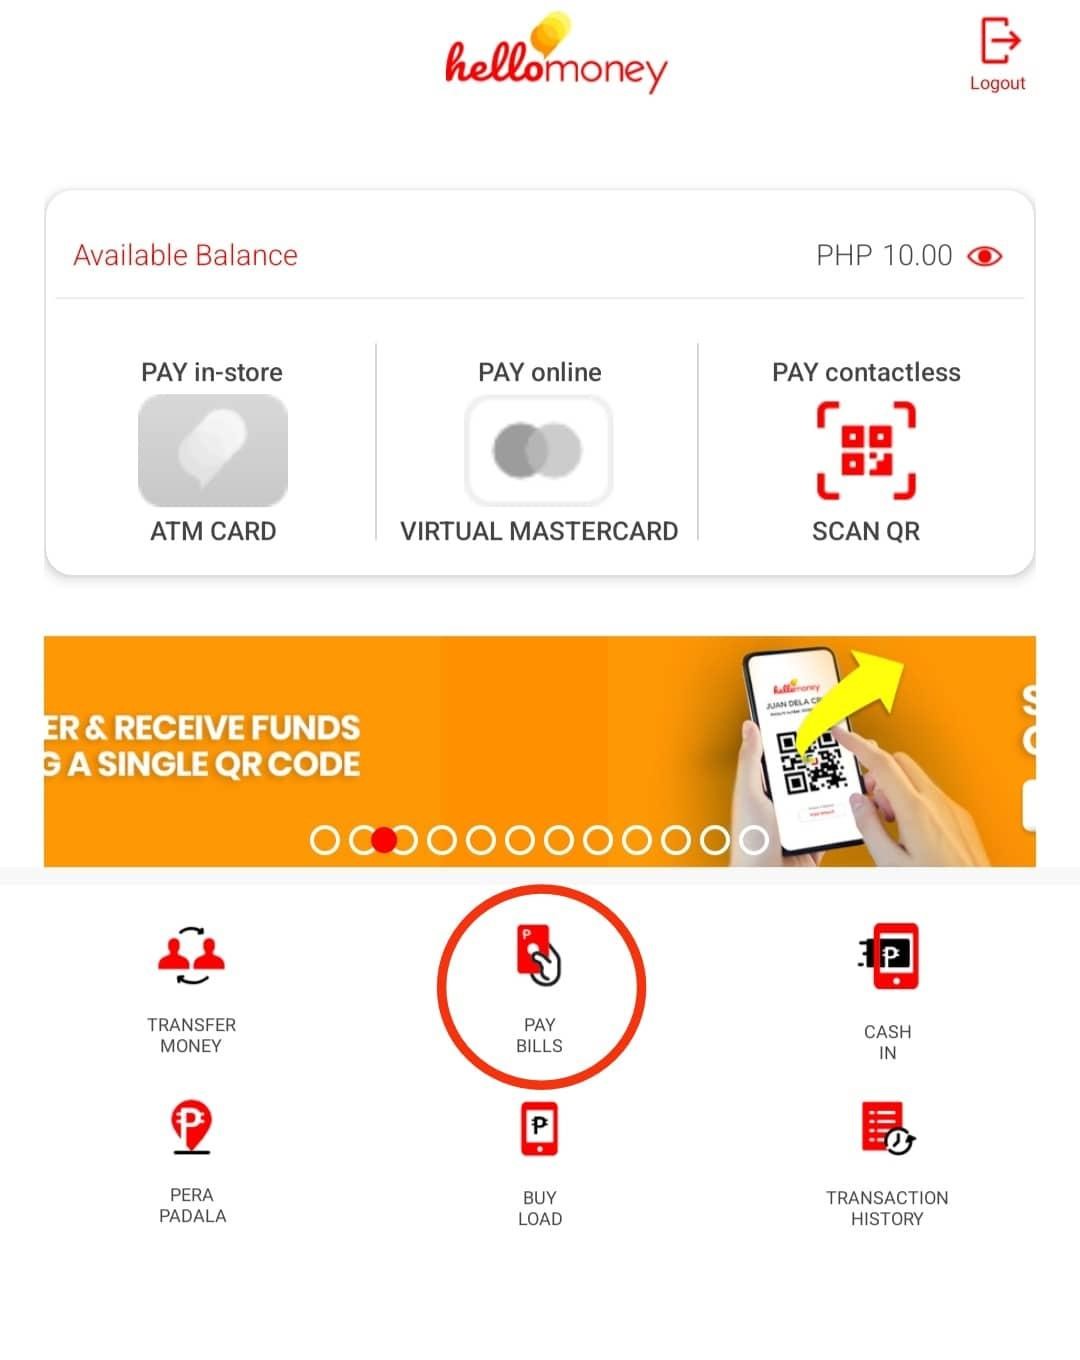 hellomoney
Logout
Available Balance
PHP 10.00
PAY in-store
PAY online
PAY contactless
ATM CARD
VIRTUAL MASTERCARD
SCAN QR
ER & RECEIVE FUNDS
G A SINGLE QR CODE
hellomoney
JUAN DELA
TRANSFER
MONEY
P
PAY
BILLS
₱
CASH
IN
₱
PERA
PADALA
₱
BUY
LOAD
TRANSACTION
HISTORY